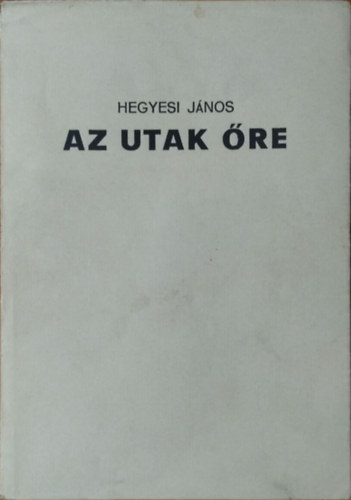 HEGYESI JÁNOS
AZ UTAK ŐRE